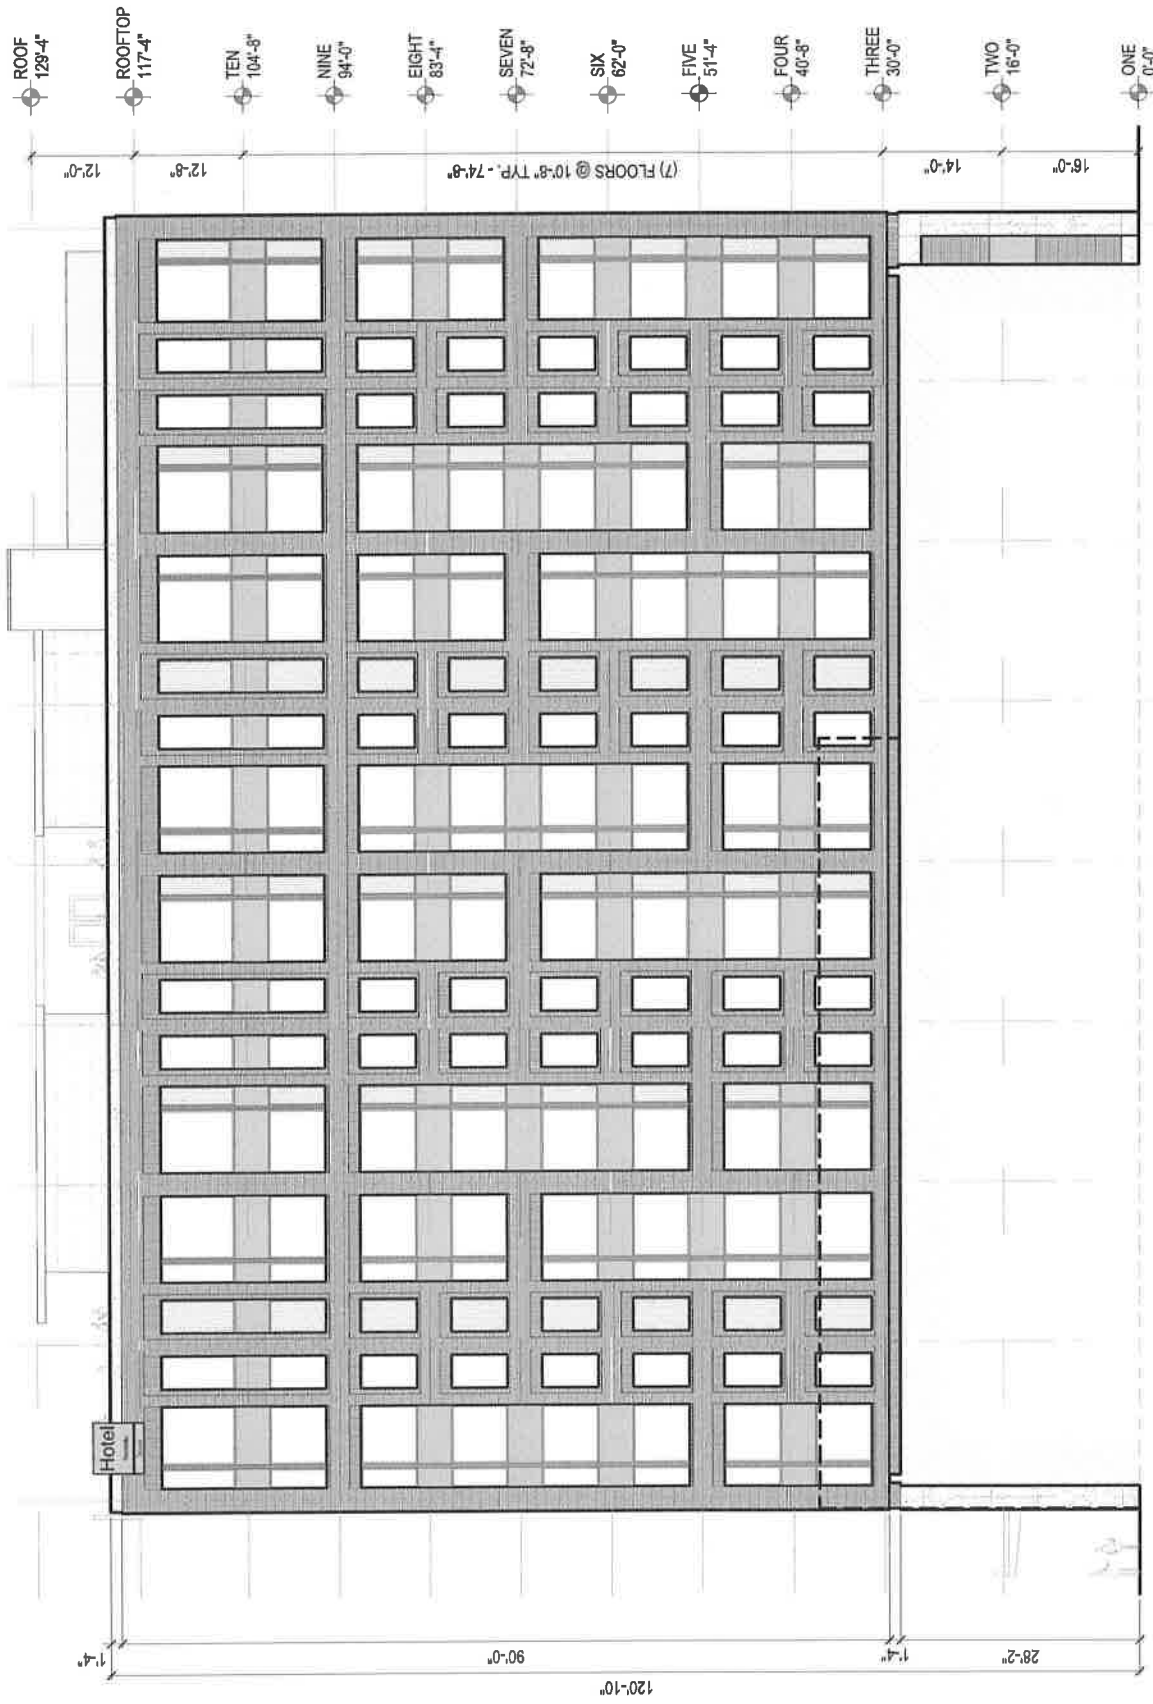 ROOF
129'-4"
ROOFTOP
117'-4"
TEN
104'-8"
NINE
94'-0"
EIGHT
83'-4"
SEVEN
72'-8"
SIX
62'-0"
FIVE
51'-4"
FOUR
40'-8"
THREE
30'-0"
TWO
16'-0"
ONE
0'-0"
12'-0"
12'-8"
(7) FLOORS @ 10'-8" TYP. - 74'-8"
14'-0"
16'-0"
Hotel
1'-4"
90'-0"
1'-4"
28'-2"
120'-10"